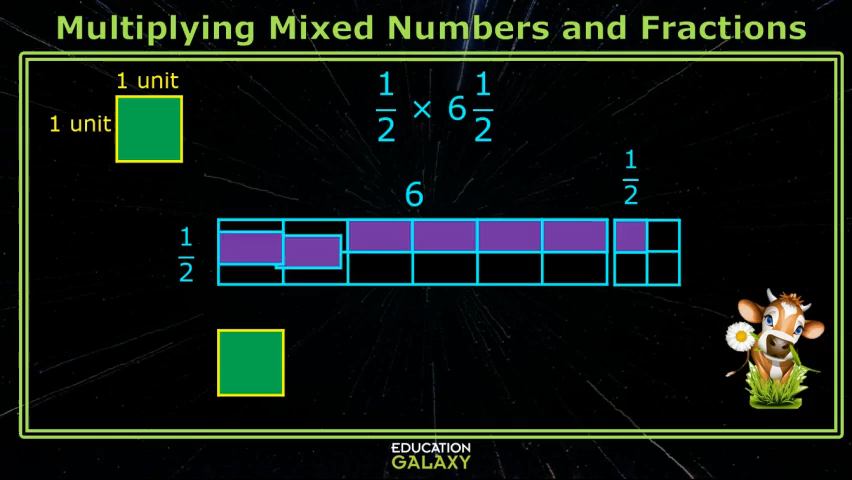 Multiplying Mixed Numbers and Fractions
1 unit
1 unit
1/2 × 6 1/2
6
1/2
1/2
EDUCATION
GALAXY